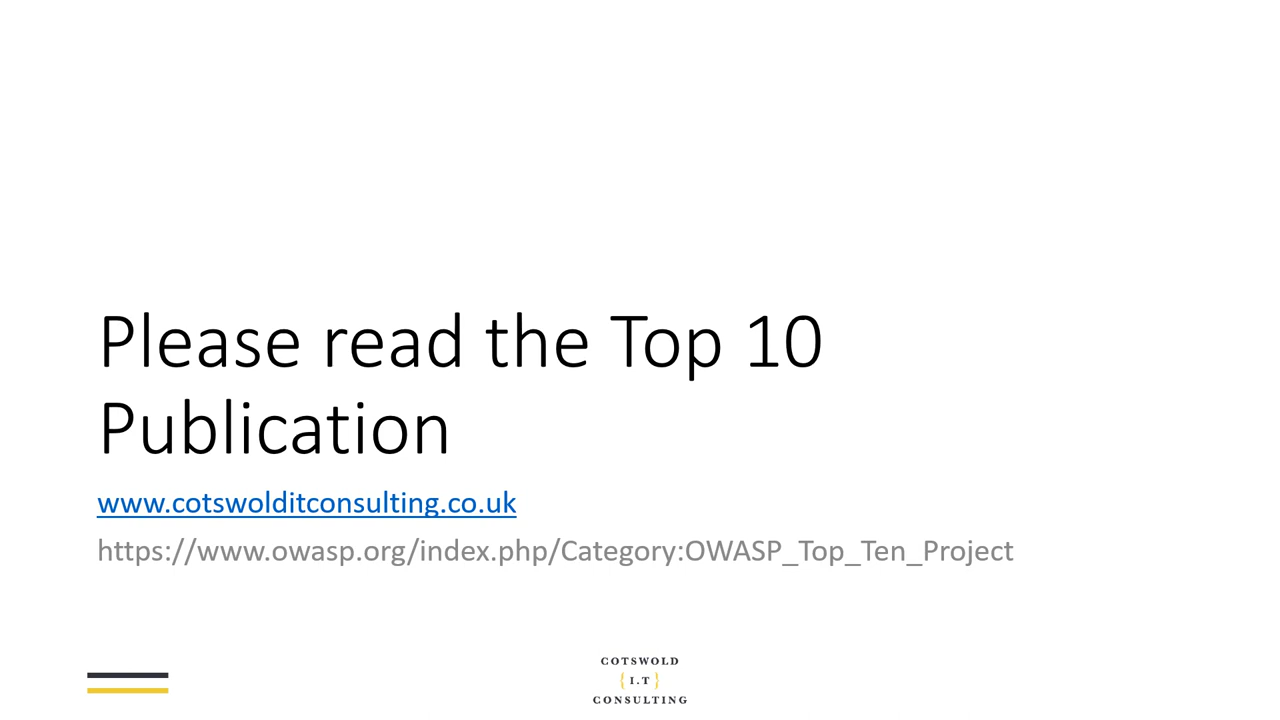 Please read the Top 10
Publication
www.cotswolditconsulting.co.uk
https://www.owasp.org/index.php/Category:OWASP_Top_Ten_Project
COTSWOLD
{ I.T }
CONSULTING